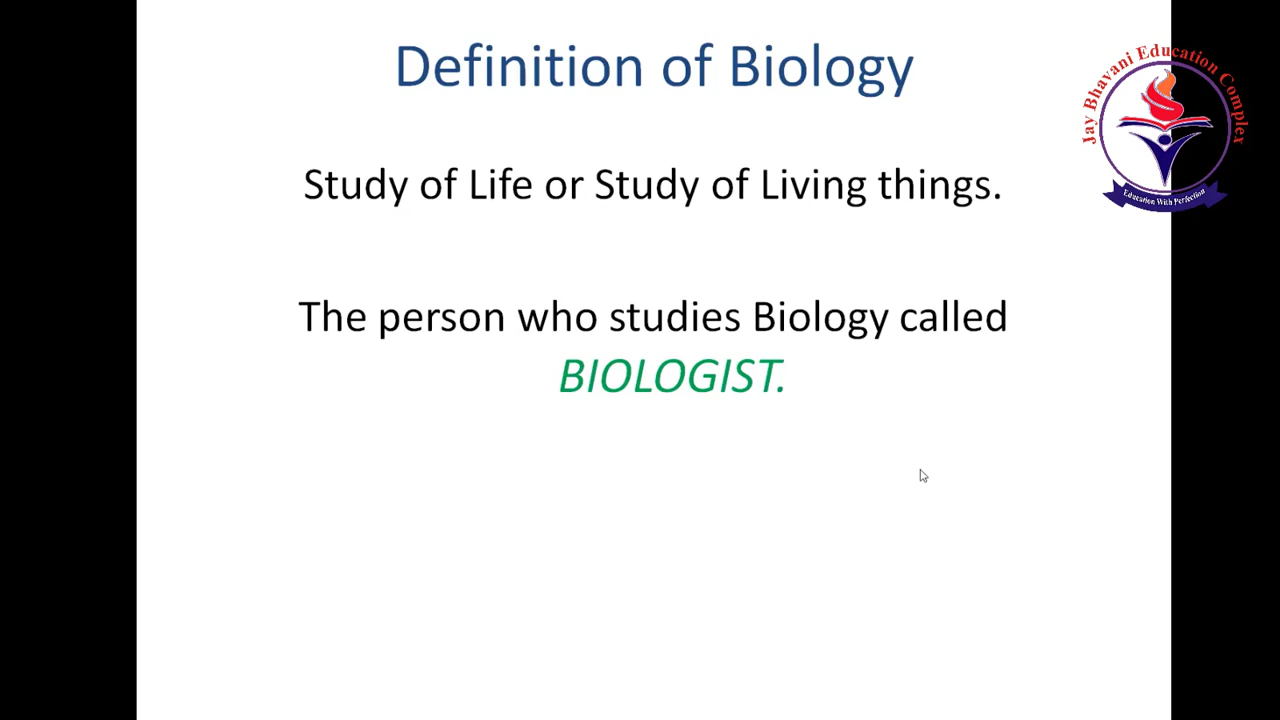 Definition of Biology
Jay Bhavani Education Complex
Education With Perfection
Study of Life or Study of Living things.
The person who studies Biology called
BIOLOGIST.